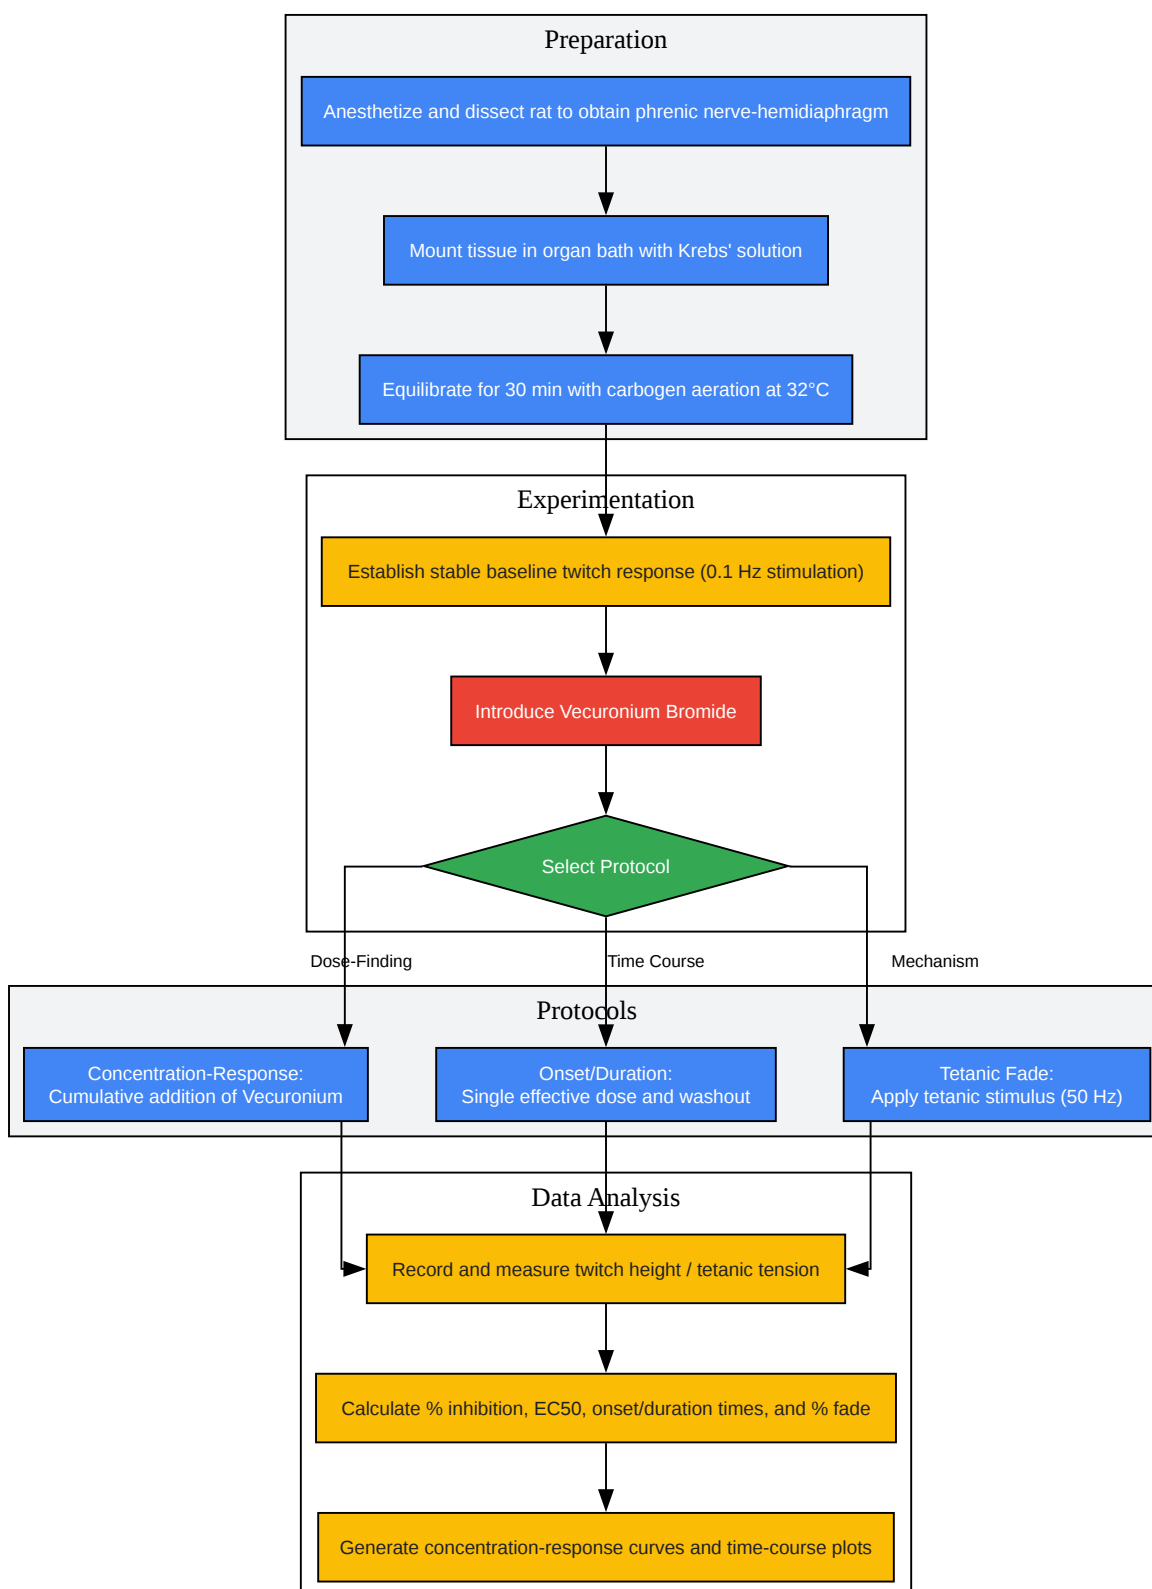 Preparation
Anesthetize and dissect rat to obtain phrenic nerve-hemidiaphragm
Mount tissue in organ bath with Krebs' solution
Equilibrate for 30 min with carbogen aeration at 32°C
Experimentation
Establish stable baseline twitch response (0.1 Hz stimulation)
Introduce Vecuronium Bromide
Select Protocol
Dose-Finding
Time Course
Mechanism
Protocols
Concentration-Response:
Cumulative addition of Vecuronium
Onset/Duration:
Single effective dose and washout
Tetanic Fade:
Apply tetanic stimulus (50 Hz)
Data Analysis
Record and measure twitch height / tetanic tension
Calculate % inhibition, EC50, onset/duration times, and % fade
Generate concentration-response curves and time-course plots